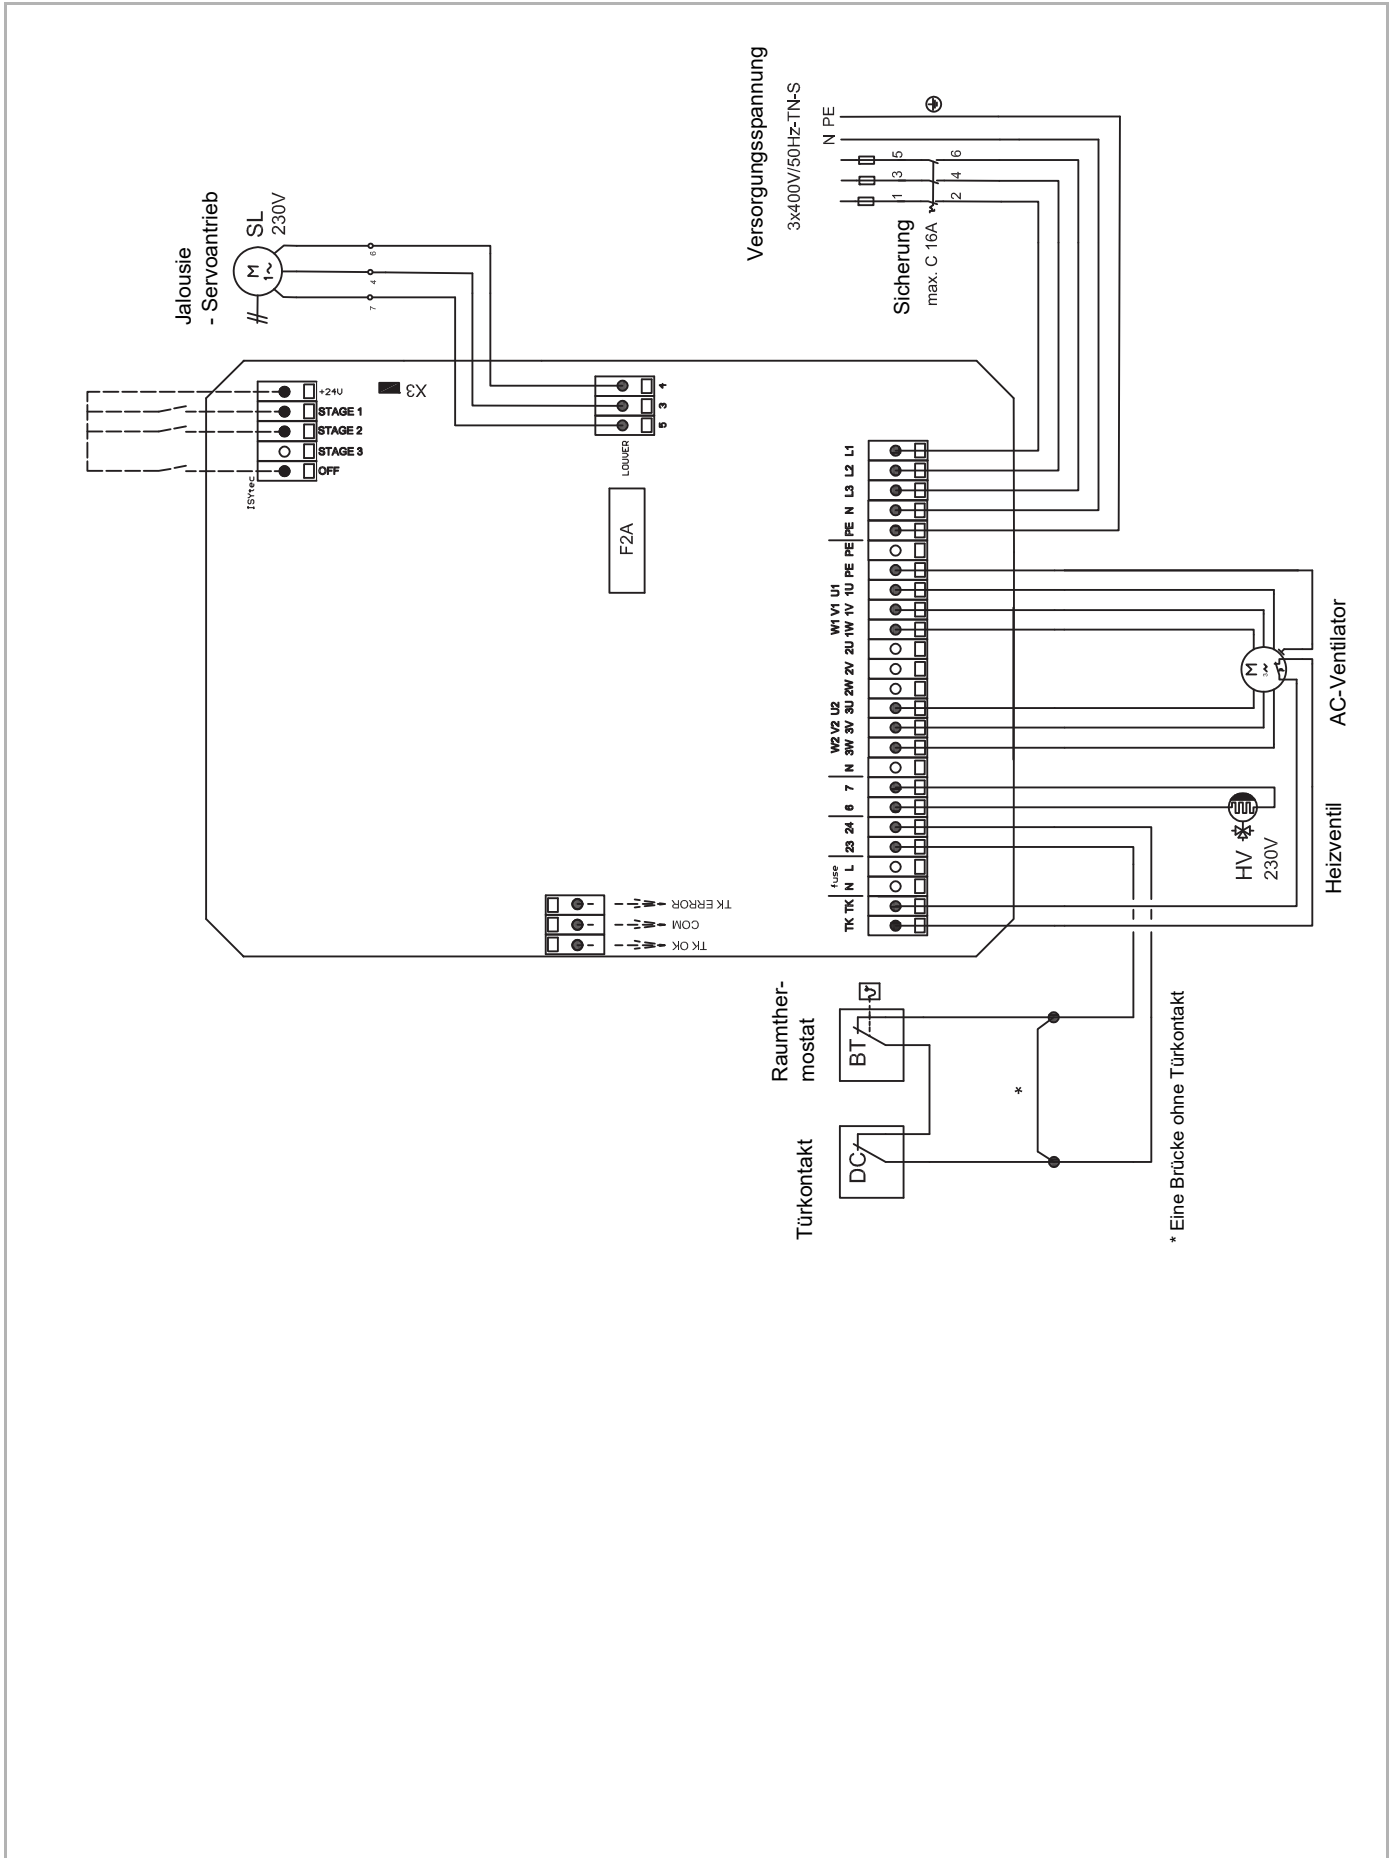 Versorgungsspannung
3x400V/50Hz-TN-S
N PE
1 3 5
2 4 6
Sicherung
max. C 16A
Jalousie
- Servoantrieb
SL
230V
M
1~
6
4
7
+24V
STAGE 1
STAGE 2
STAGE 3
OFF
ISYtec
X3
4
3
5
LOUVER
F2A
L1
L2
L3
N
PE
PE
PE
W1 V1 U1
1W 1V 1U
2W 2V 2U
W2 V2 U2
3W 3V 3U
N
7
6
24
23
fuse
N L
TK TK
TK ERROR
COM
TK OK
M
3~
AC-Ventilator
HV
230V
Heizventil
Raumther-
mostat
BT
Türkontakt
DC
*
* Eine Brücke ohne Türkontakt